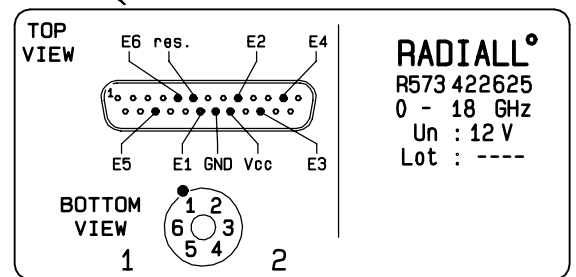 TOP
VIEW
E6 res. E2 E4
1
E5 E1 GND Vcc E3
BOTTOM
VIEW
1 2
6 3
5 4
1 2
RADIALL°
R573 422625
0 - 18 GHz
Un : 12 V
Lot : ----